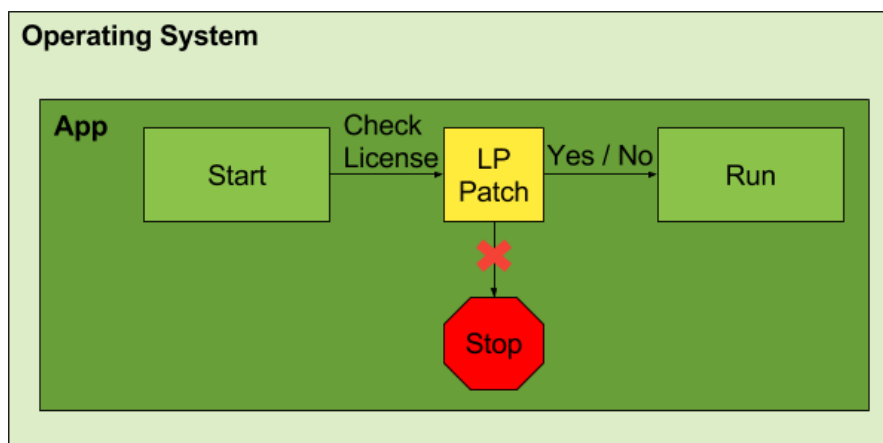 Operating System
App
Start
Check
License
LP
Patch
Yes / No
Run
Stop